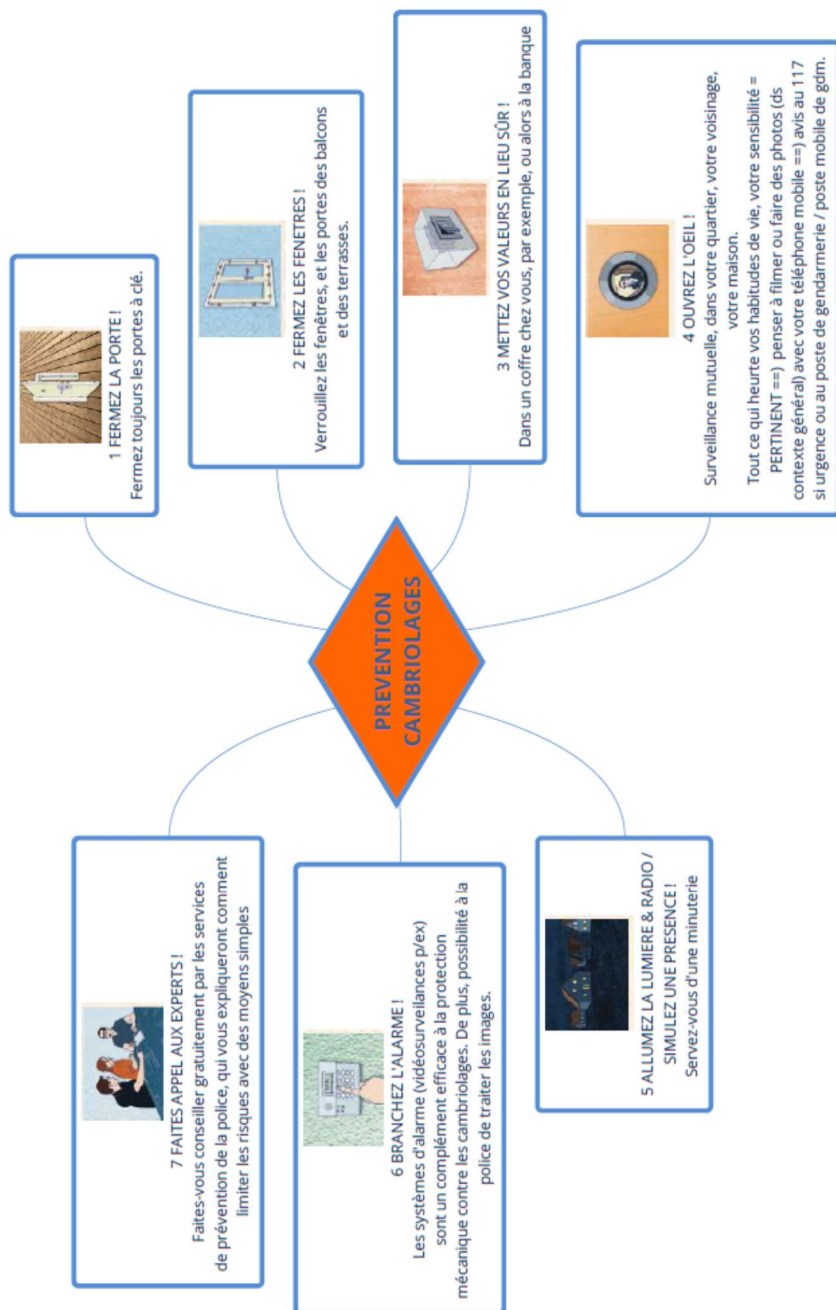 PREVENTION
CAMBRIOLAGES
1 FERMEZ LA PORTE !
Fermez toujours les portes à clé.
2 FERMEZ LES FENETRES !
Verrouillez les fenêtres, et les portes des balcons
et des terrasses.
3 METTEZ VOS VALEURS EN LIEU SÛR !
Dans un coffre chez vous, par exemple, ou alors à la banque
4 OUVREZ L'OEIL !
Surveillance mutuelle, dans votre quartier, votre voisinage,
votre maison.
Tout ce qui heurte vos habitudes de vie, votre sensibilité =
PERTINENT ==) penser à filmer ou faire des photos (ds
contexte général) avec votre téléphone mobile ==) avis au 117
si urgence ou au poste de gendarmerie / poste mobile de gdm.
5 ALLUMEZ LA LUMIERE & RADIO /
SIMULEZ UNE PRESENCE !
Servez-vous d'une minuterie
6 BRANCHEZ L'ALARME !
Les systèmes d'alarme (vidéosurveilances p/ex)
sont un complément efficace à la protection
mécanique contre les cambriolages. De plus, possibilité à la
police de traiter les images.
7 FAITES APPEL AUX EXPERTS !
Faites-vous conseiller gratuitement par les services
de prévention de la police, qui vous expliqueront comment
limiter les risques avec des moyens simples